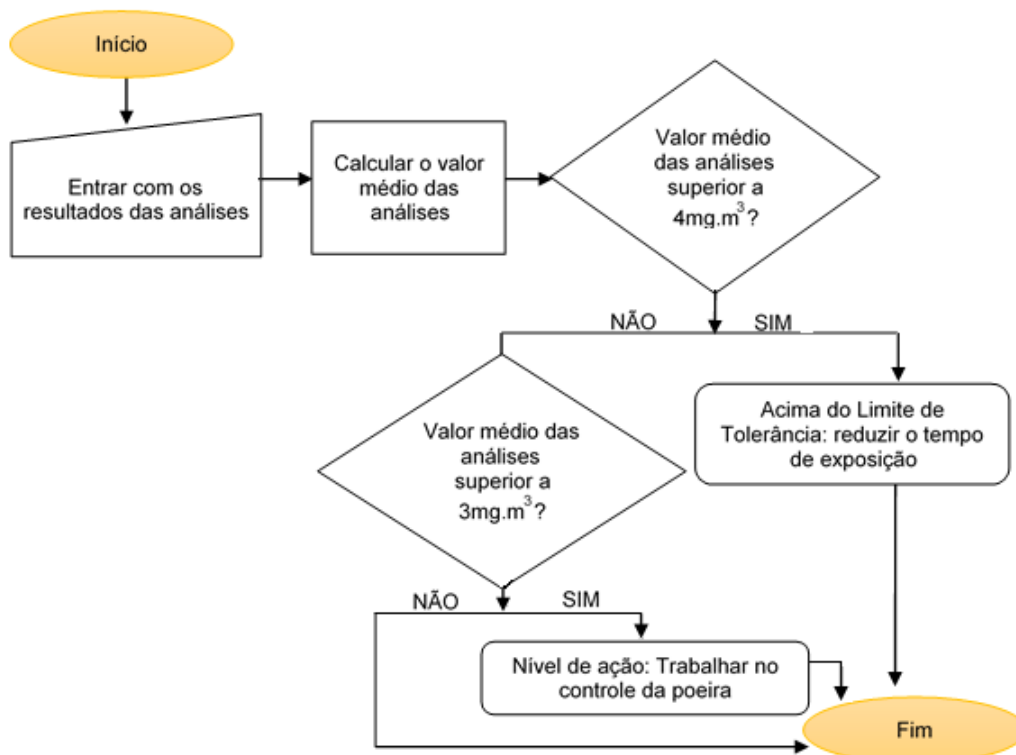 Início
Entrar com os
resultados das análises
Calcular o valor
médio das
análises
Valor médio
das análises
superior a
4mg.m³?
NÃO
SIM
Valor médio das
análises
superior a
3mg.m³?
Acima do Limite de
Tolerância: reduzir o tempo
de exposição
NÃO
SIM
Nível de ação: Trabalhar no
controle da poeira
Fim